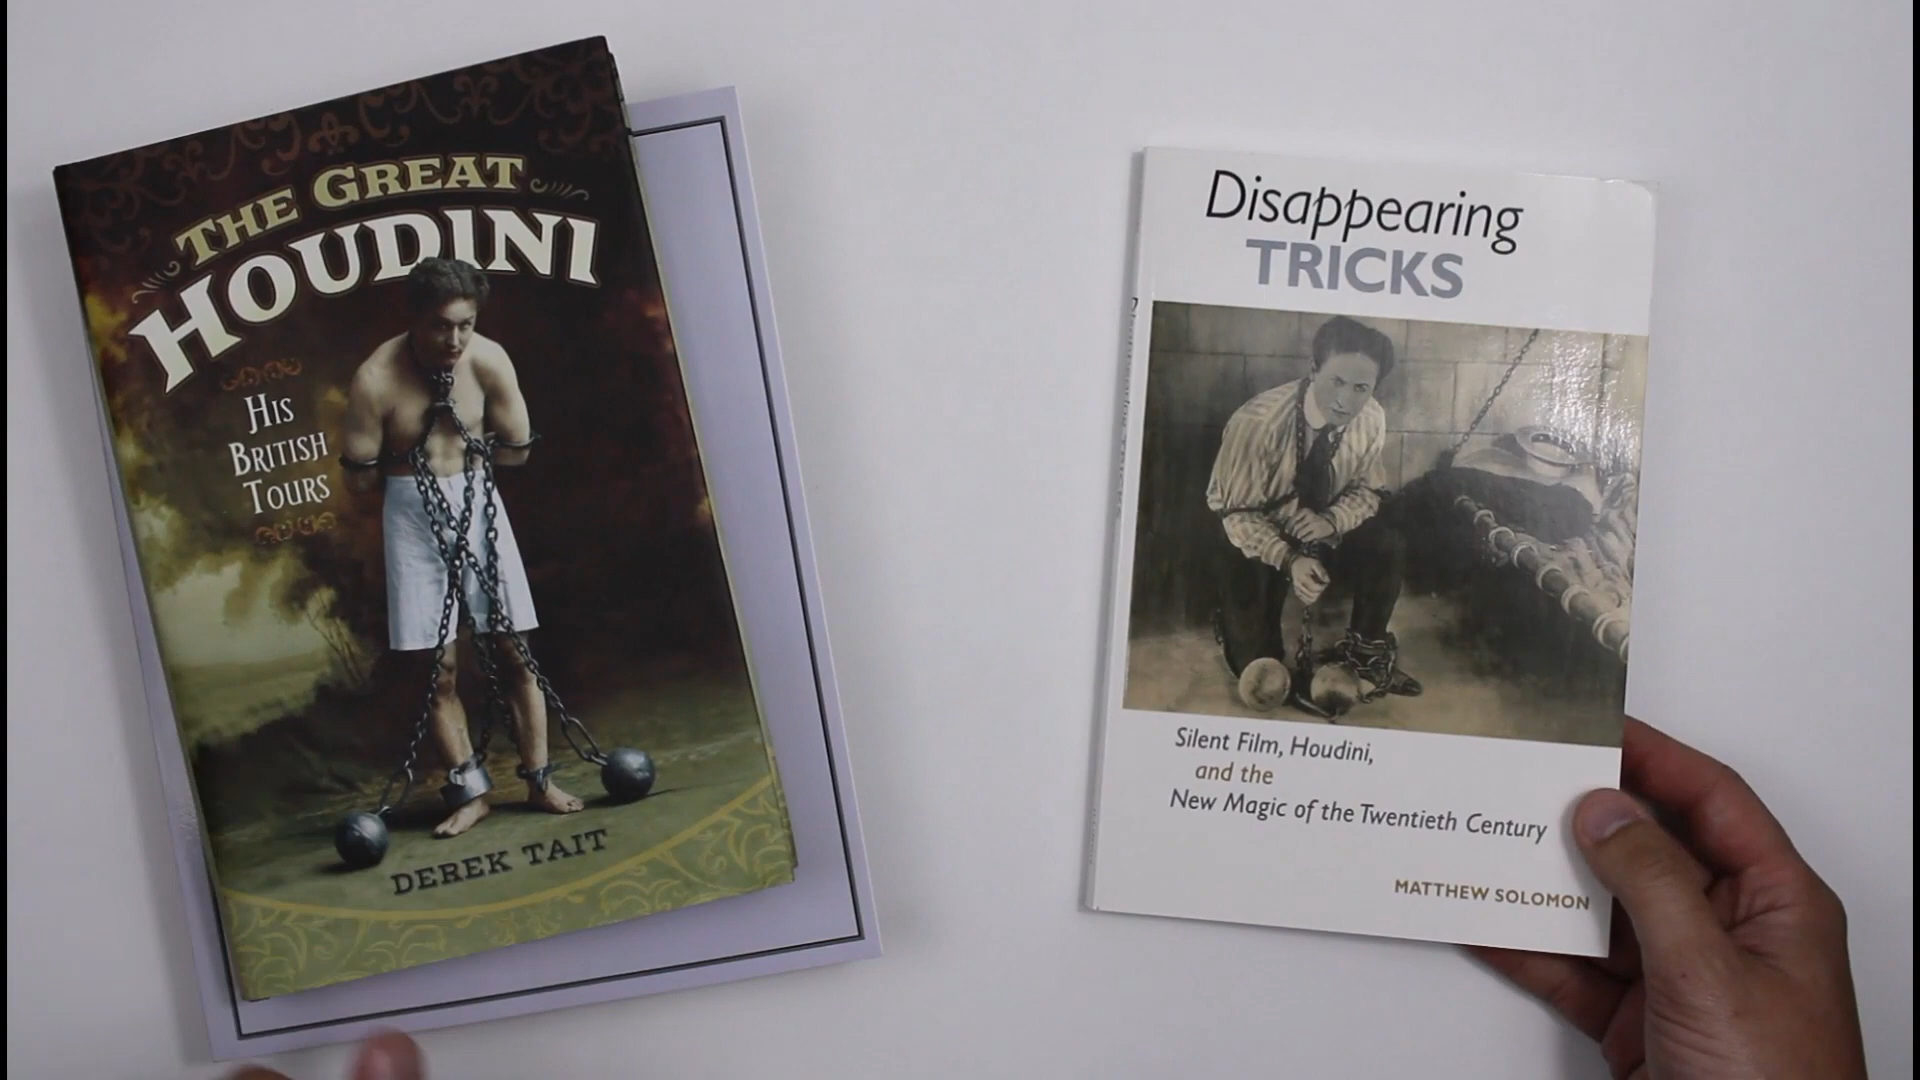 THE GREAT
HOUDINI
HIS
BRITISH
TOURS
DEREK TAIT
Disappearing
TRICKS
Silent Film, Houdini,
and the
New Magic of the Twentieth Century
MATTHEW SOLOMON